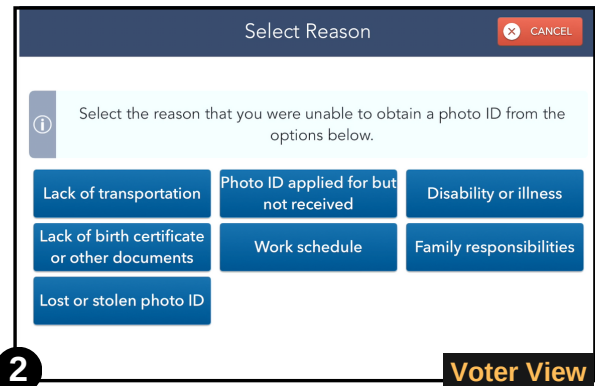 Select Reason
CANCEL
Select the reason that you were unable to obtain a photo ID from the
options below.
Lack of transportation
Photo ID applied for but
not received
Disability or illness
Lack of birth certificate
or other documents
Work schedule
Family responsibilities
Lost or stolen photo ID
2
Voter View